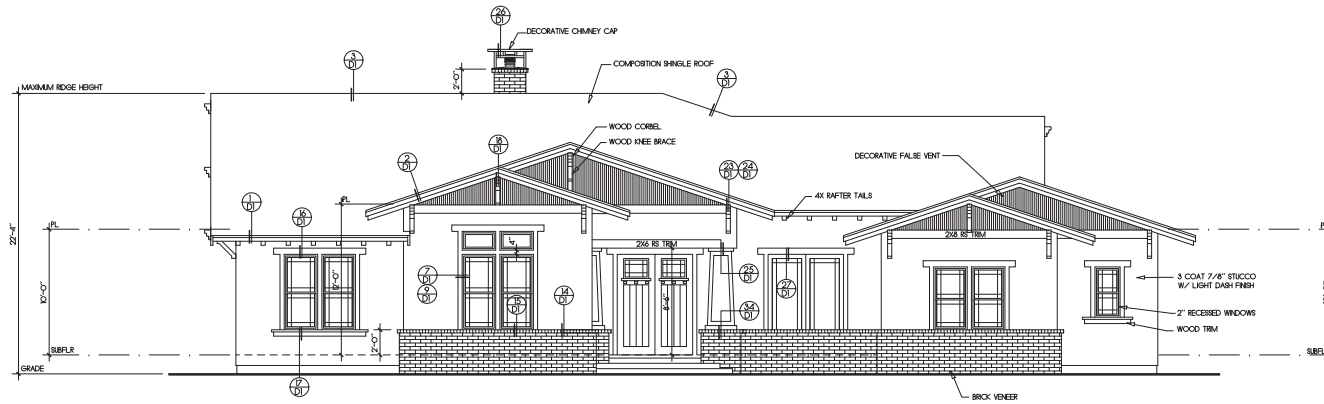 26
D1
DECORATIVE CHIMNEY CAP
3
D1
COMPOSITION SHINGLE ROOF
2'-0"
3
D1
MAXIMUM RIDGE HEIGHT
WOOD CORBEL
WOOD KNEE BRACE
18
D1
2
D1
23
D1
24
D1
DECORATIVE FALSE VENT
4X RAFTER TAILS
1
D1
PL
PL
16
D1
22'-4"
10'-0"
12'-0"
4"
2X6 RS TRIM
2X8 RS TRIM
7
D1
9
D1
25
D1
27
D1
3 COAT 7/8" STUCCO
W/ LIGHT DASH FINISH
8'-6"
15
D1
14
D1
34
D1
2" RECESSED WINDOWS
WOOD TRIM
2'-0"
SUBFLR
SUBFL
GRADE
17
D1
BRICK VENEER